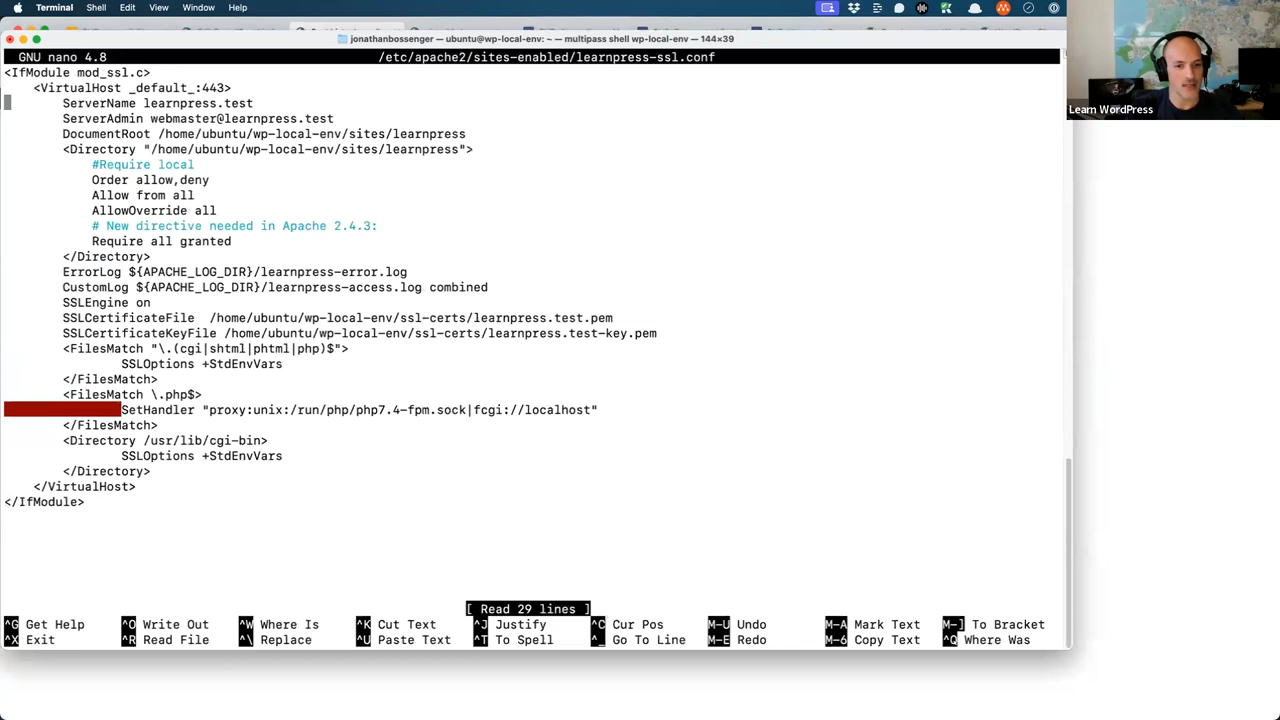 Terminal Shell Edit View Window Help
jonathanbossenger — ubuntu@wp-local-env: ~ — multipass shell wp-local-env — 144×39
GNU nano 4.8 /etc/apache2/sites-enabled/learnpress-ssl.conf
<IfModule mod_ssl.c>
<VirtualHost _default_:443>
ServerName learnpress.test
ServerAdmin webmaster@learnpress.test
DocumentRoot /home/ubuntu/wp-local-env/sites/learnpress
<Directory "/home/ubuntu/wp-local-env/sites/learnpress">
#Require local
Order allow,deny
Allow from all
AllowOverride all
# New directive needed in Apache 2.4.3:
Require all granted
</Directory>
ErrorLog ${APACHE_LOG_DIR}/learnpress-error.log
CustomLog ${APACHE_LOG_DIR}/learnpress-access.log combined
SSLEngine on
SSLCertificateFile /home/ubuntu/wp-local-env/ssl-certs/learnpress.test.pem
SSLCertificateKeyFile /home/ubuntu/wp-local-env/ssl-certs/learnpress.test-key.pem
<FilesMatch "\.(cgi|shtml|phtml|php)$">
SSLOptions +StdEnvVars
</FilesMatch>
<FilesMatch \.php$>
SetHandler "proxy:unix:/run/php/php7.4-fpm.sock|fcgi://localhost"
</FilesMatch>
<Directory /usr/lib/cgi-bin>
SSLOptions +StdEnvVars
</Directory>
</VirtualHost>
</IfModule>
[ Read 29 lines ]
^G Get Help ^O Write Out ^W Where Is ^K Cut Text ^J Justify ^C Cur Pos M-U Undo M-A Mark Text M-] To Bracket
^X Exit ^R Read File ^\ Replace ^U Paste Text ^T To Spell ^_ Go To Line M-E Redo M-6 Copy Text ^Q Where Was
Learn WordPress